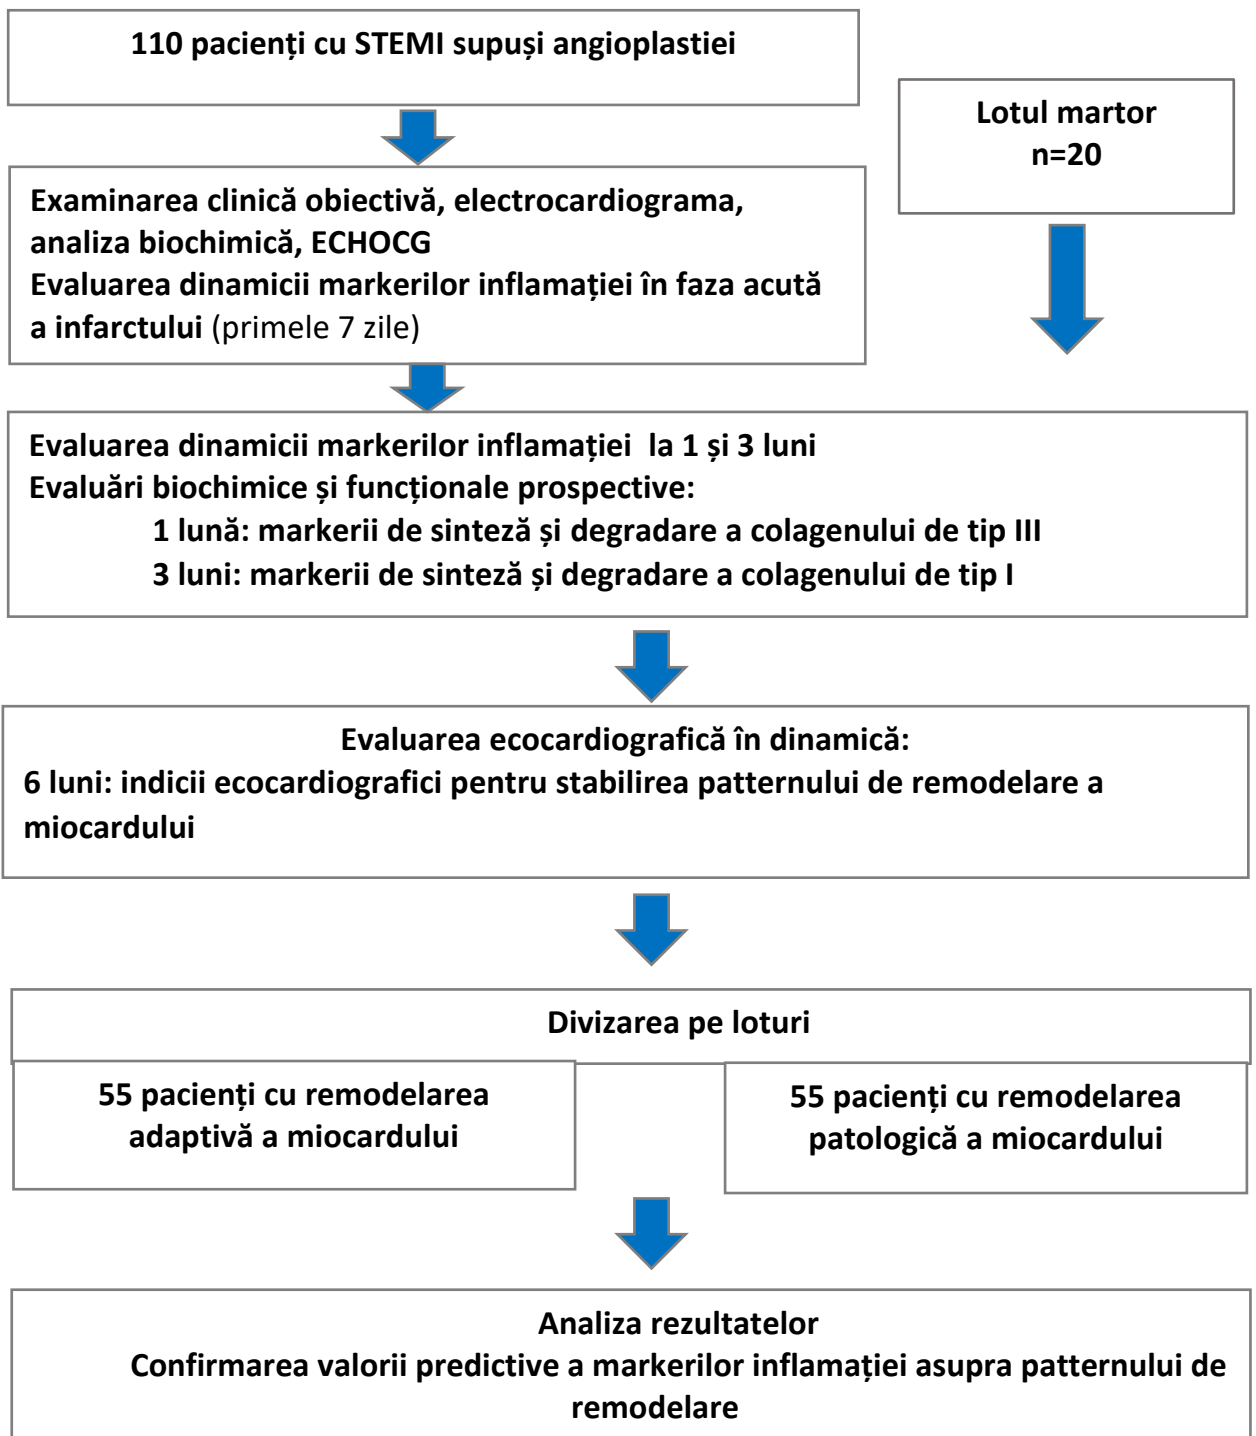 110 pacienți cu STEMI supuși angioplastiei
Lotul martor
n=20
Examinarea clinică obiectivă, electrocardiograma,
analiza biochimică, ECHOCG
Evaluarea dinamicii markerilor inflamației în faza acută
a infarctului (primele 7 zile)
Evaluarea dinamicii markerilor inflamației la 1 și 3 luni
Evaluări biochimice și funcționale prospective:
1 lună: markerii de sinteză și degradare a colagenului de tip III
3 luni: markerii de sinteză și degradare a colagenului de tip I
Evaluarea ecocardiografică în dinamică:
6 luni: indicii ecocardiografici pentru stabilirea patternului de remodelare a
miocardului
Divizarea pe loturi
55 pacienți cu remodelarea
adaptivă a miocardului
55 pacienți cu remodelarea
patologică a miocardului
Analiza rezultatelor
Confirmarea valorii predictive a markerilor inflamației asupra patternului de
remodelare